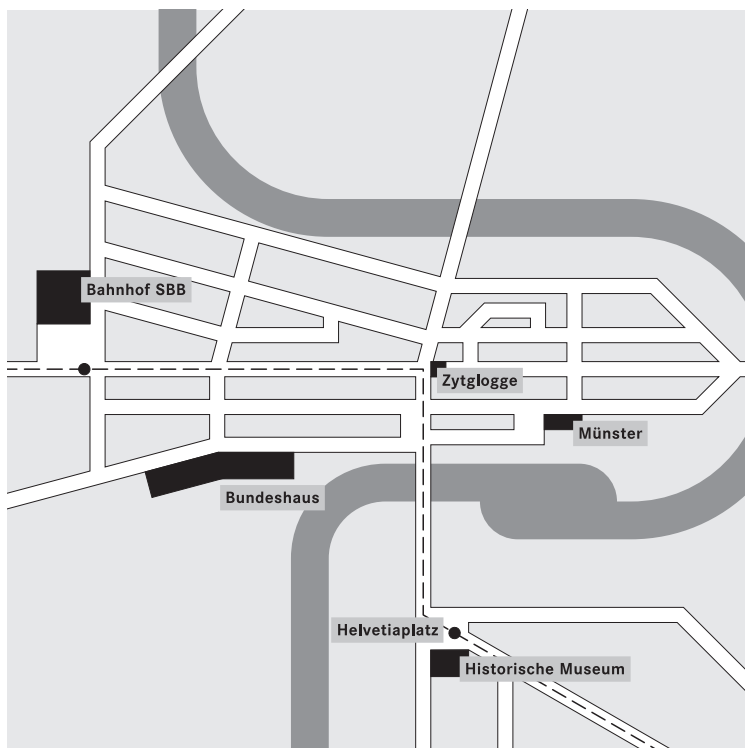 Bahnhof SBB
Zytglogge
Münster
Bundeshaus
Helvetiaplatz
Historische Museum